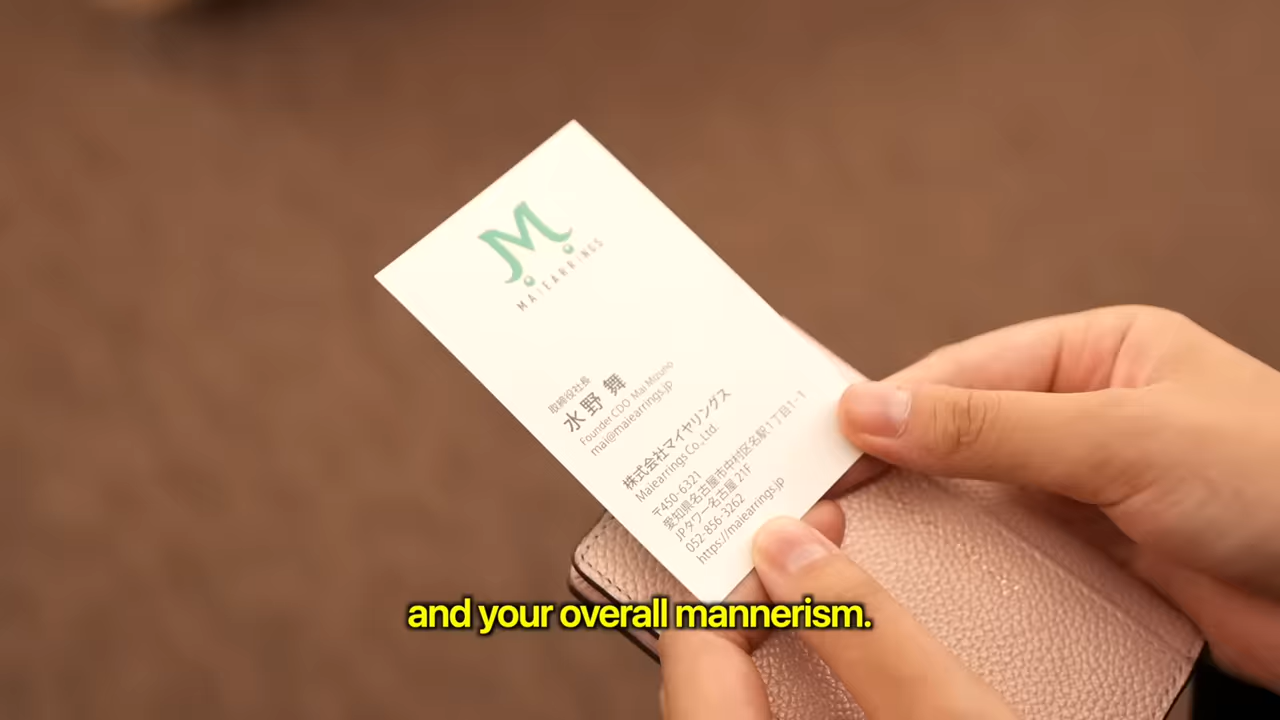 M
MAIEARRINGS
取締役社長
水野 舞
Founder CDO Mai Mizuno
mai@maiearrings.jp
株式会社マイヤリングス
Maiearrings Co., Ltd.
〒450-6321
愛知県名古屋市中村区名駅1丁目1-1
JPタワー名古屋 21F
052-856-3262
https://maiearrings.jp
and your overall mannerism.